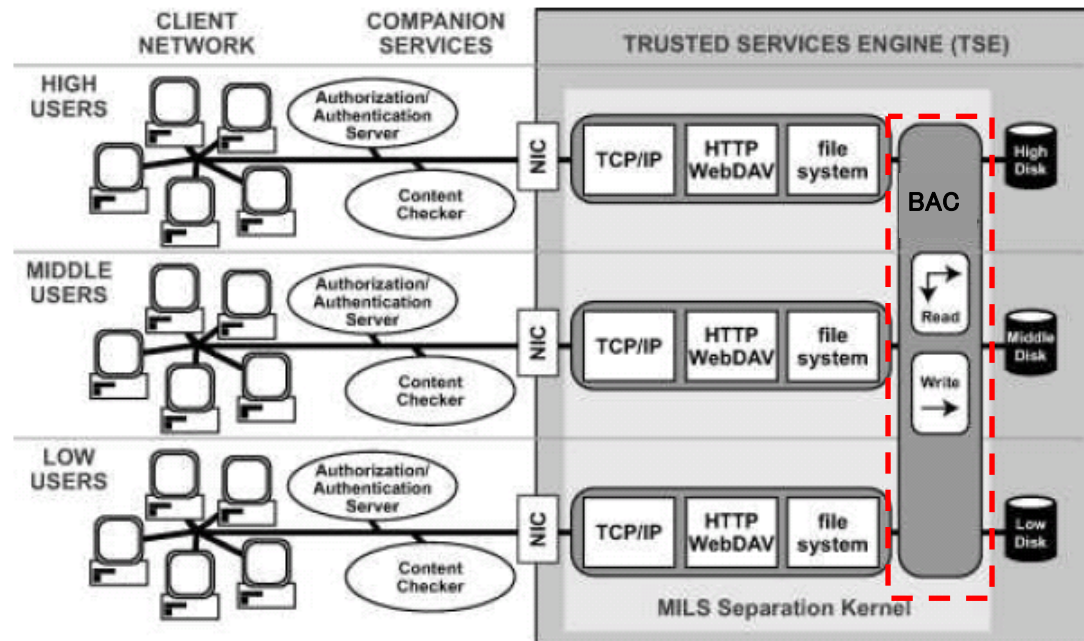 CLIENT
NETWORK
COMPANION
SERVICES
TRUSTED SERVICES ENGINE (TSE)
HIGH
USERS
Authorization/
Authentication
Server
Content
Checker
NIC
TCP/IP
HTTP
WebDAV
file
system
BAC
High
Disk
MIDDLE
USERS
Authorization/
Authentication
Server
Content
Checker
NIC
TCP/IP
HTTP
WebDAV
file
system
Read
Write
Middle
Disk
LOW
USERS
Authorization/
Authentication
Server
Content
Checker
NIC
TCP/IP
HTTP
WebDAV
file
system
Low
Disk
MILS Separation Kernel